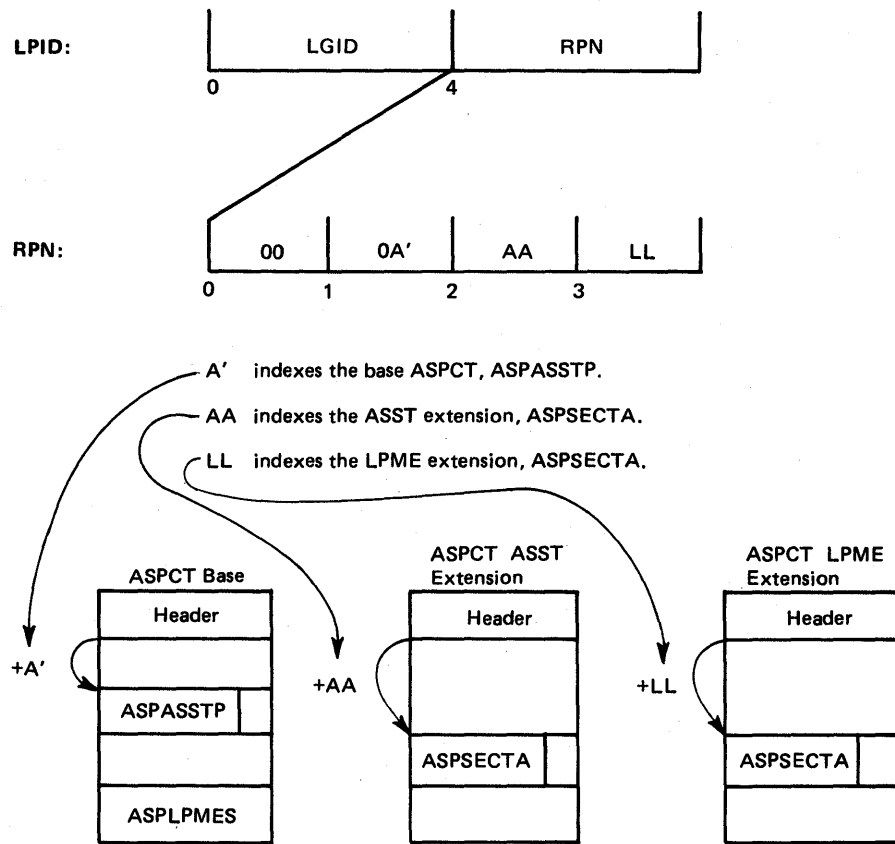 LPID: LGID RPN
0 4
RPN: 00 0A' AA LL
0 1 2 3
A' indexes the base ASPCT, ASPASSTP.
AA indexes the ASST extension, ASPSECTA.
LL indexes the LPME extension, ASPSECTA.
ASPCT Base
Header
+A'
ASPASSTP
ASPLPMES
ASPCT ASST
Extension
Header
+AA
ASPSECTA
ASPCT LPME
Extension
Header
+LL
ASPSECTA